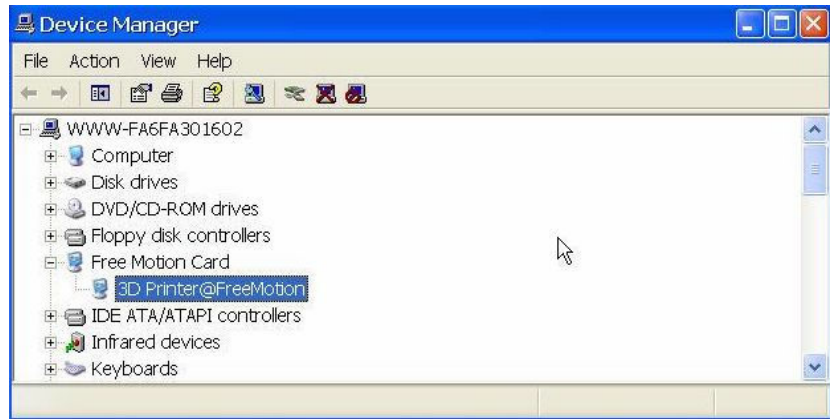 Device Manager
File Action View Help
WWW-FA6FA301602
Computer
Disk drives
DVD/CD-ROM drives
Floppy disk controllers
Free Motion Card
3D Printer@FreeMotion
IDE ATA/ATAPI controllers
Infrared devices
Keyboards